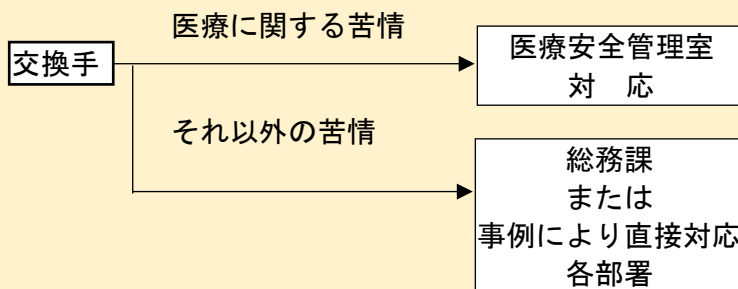 医療に関する苦情
交換手
医療安全管理室
対　応
それ以外の苦情
総務課
または
事例により直接対応
各部署